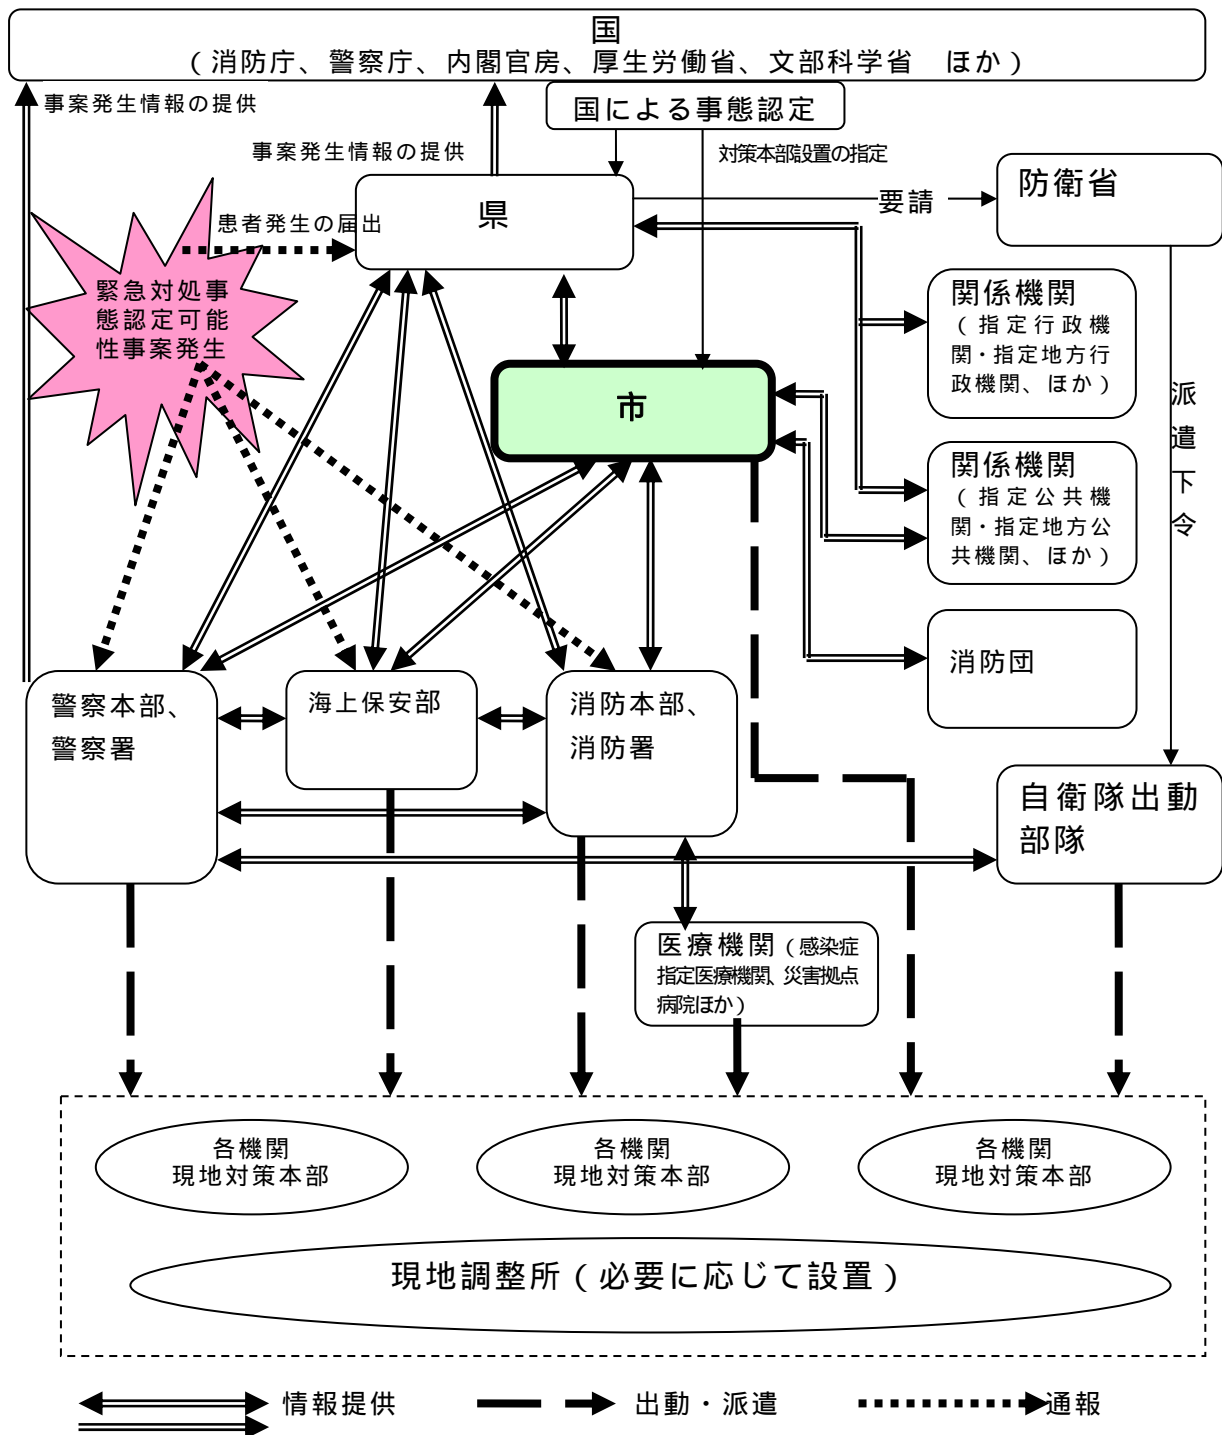 国
（消防庁、警察庁、内閣官房、厚生労働省、文部科学省　ほか）
事案発生情報の提供
国による事態認定
事案発生情報の提供
対策本部設置の指定
防衛省
県
要請
患者発生の届出
緊急対処事
態認定可能
性事案発生
関係機関
（指定行政機
関・指定地方行
政機関、ほか）
市
派遣下令
関係機関
（指定公共機
関・指定地方公
共機関、ほか）
消防団
警察本部、
警察署
海上保安部
消防本部、
消防署
自衛隊出動
部隊
医療機関（感染症
指定医療機関、災害拠点
病院ほか）
各機関
現地対策本部
各機関
現地対策本部
各機関
現地対策本部
現地調整所（必要に応じて設置）
情報提供
出動・派遣
通報